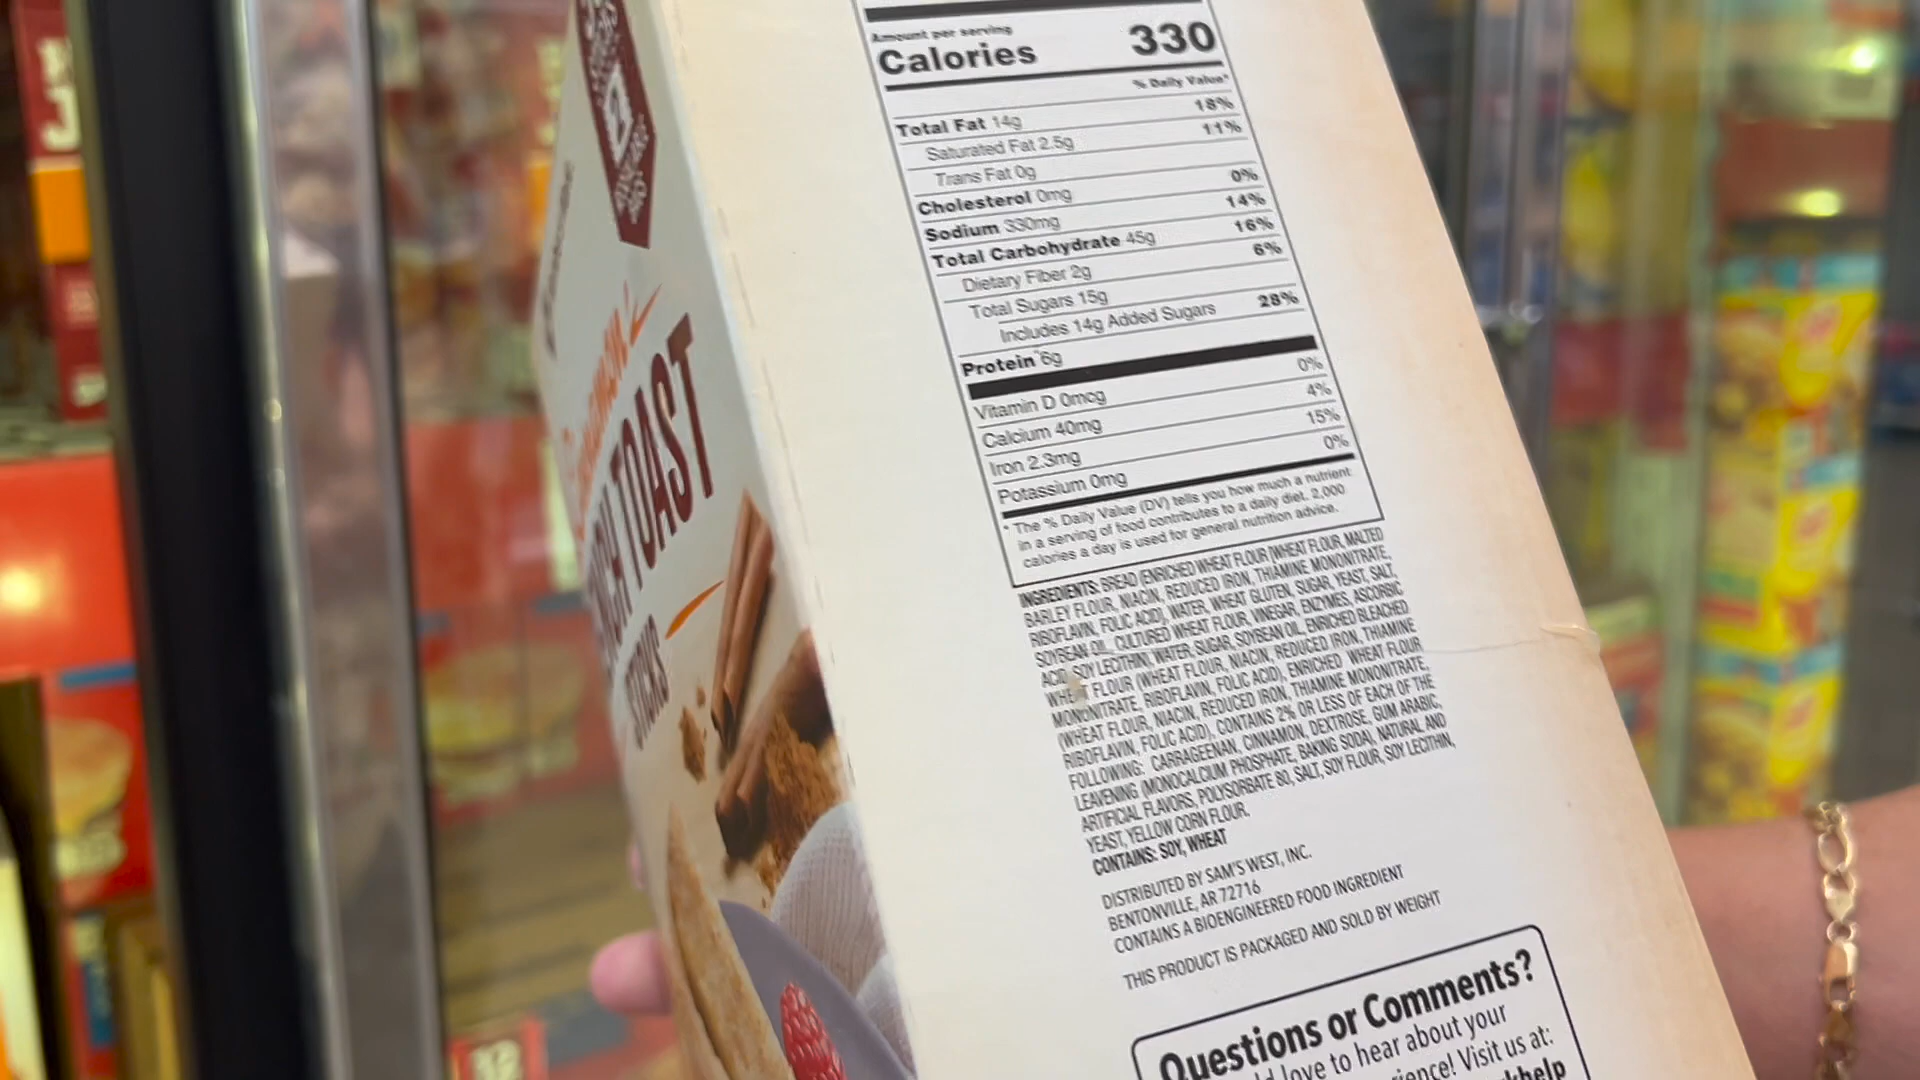 Amount per serving
Calories 330
% Daily Value*
Total Fat 14g 18%
Saturated Fat 2.5g 11%
Trans Fat 0g
Cholesterol 0mg 0%
Sodium 330mg 14%
Total Carbohydrate 45g 16%
Dietary Fiber 2g 6%
Total Sugars 15g
Includes 14g Added Sugars 28%
Protein 6g
Vitamin D 0mcg 0%
Calcium 40mg 4%
Iron 2.3mg 15%
Potassium 0mg 0%
* The % Daily Value (DV) tells you how much a nutrient
in a serving of food contributes to a daily diet. 2,000
calories a day is used for general nutrition advice.
INGREDIENTS: BREAD (ENRICHED WHEAT FLOUR [WHEAT FLOUR, MALTED
BARLEY FLOUR, NIACIN, REDUCED IRON, THIAMINE MONONITRATE,
RIBOFLAVIN, FOLIC ACID], WATER, WHEAT GLUTEN, SUGAR, YEAST, SALT,
SOYBEAN OIL, CULTURED WHEAT FLOUR, VINEGAR, ENZYMES, ASCORBIC
ACID, SOY LECITHIN), WATER, SUGAR, SOYBEAN OIL, ENRICHED BLEACHED
WHEAT FLOUR (WHEAT FLOUR, NIACIN, REDUCED IRON, THIAMINE
MONONITRATE, RIBOFLAVIN, FOLIC ACID), ENRICHED WHEAT FLOUR
(WHEAT FLOUR, NIACIN, REDUCED IRON, THIAMINE MONONITRATE,
RIBOFLAVIN, FOLIC ACID), CONTAINS 2% OR LESS OF EACH OF THE
FOLLOWING: CARRAGEENAN, CINNAMON, DEXTROSE, GUM ARABIC,
LEAVENING (MONOCALCIUM PHOSPHATE, BAKING SODA), NATURAL AND
ARTIFICIAL FLAVORS, POLYSORBATE 80, SALT, SOY FLOUR, SOY LECITHIN,
YEAST, YELLOW CORN FLOUR.
CONTAINS: SOY, WHEAT
DISTRIBUTED BY SAM'S WEST, INC.
BENTONVILLE, AR 72716
CONTAINS A BIOENGINEERED FOOD INGREDIENT
THIS PRODUCT IS PACKAGED AND SOLD BY WEIGHT
Questions or Comments?
love to hear about your
Visit us at:
CINNAMON
TOAST
STICKS